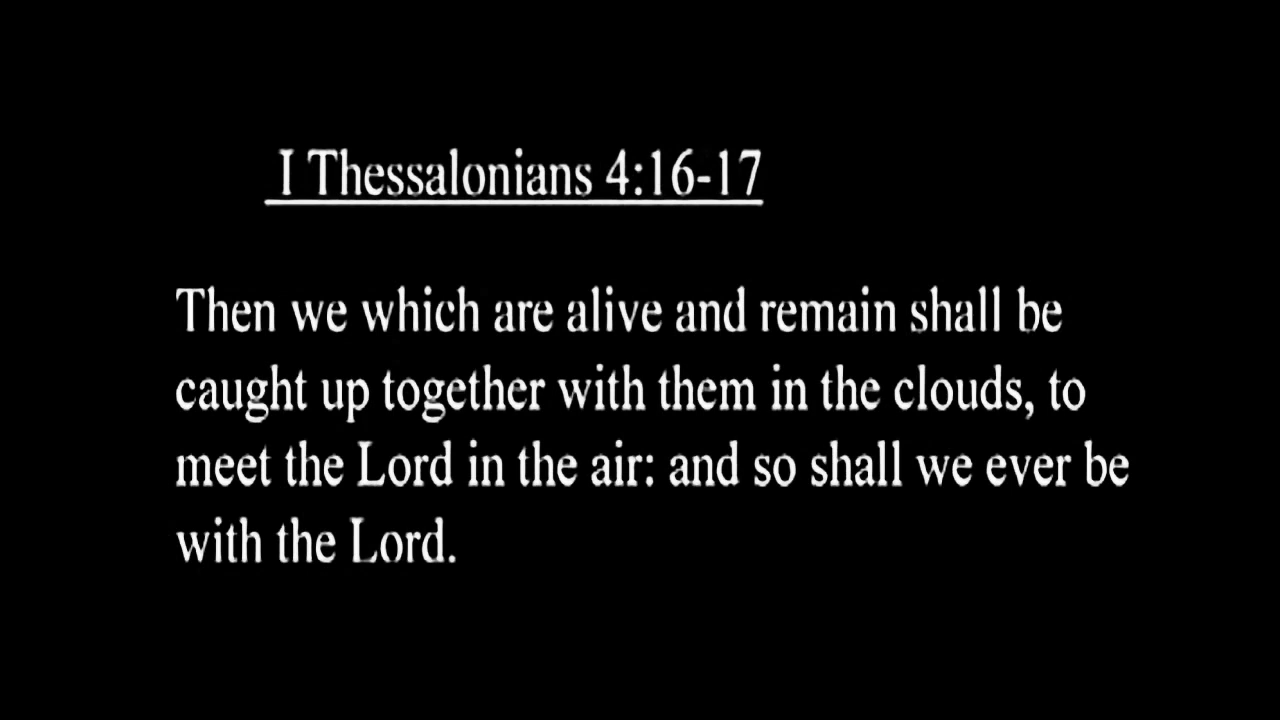 I Thessalonians 4:16-17
Then we which are alive and remain shall be
caught up together with them in the clouds, to
meet the Lord in the air: and so shall we ever be
with the Lord.